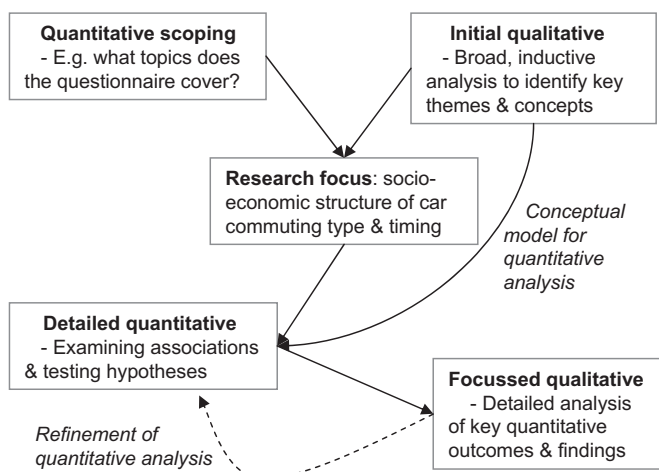 Quantitative scoping
- E.g. what topics does
the questionnaire cover?
Initial qualitative
- Broad, inductive
analysis to identify key
themes & concepts
Research focus: socio-
economic structure of car
commuting type & timing
Conceptual
model for
quantitative
analysis
Detailed quantitative
- Examining associations
& testing hypotheses
Focussed qualitative
- Detailed analysis
of key quantitative
outcomes & findings
Refinement of
quantitative analysis